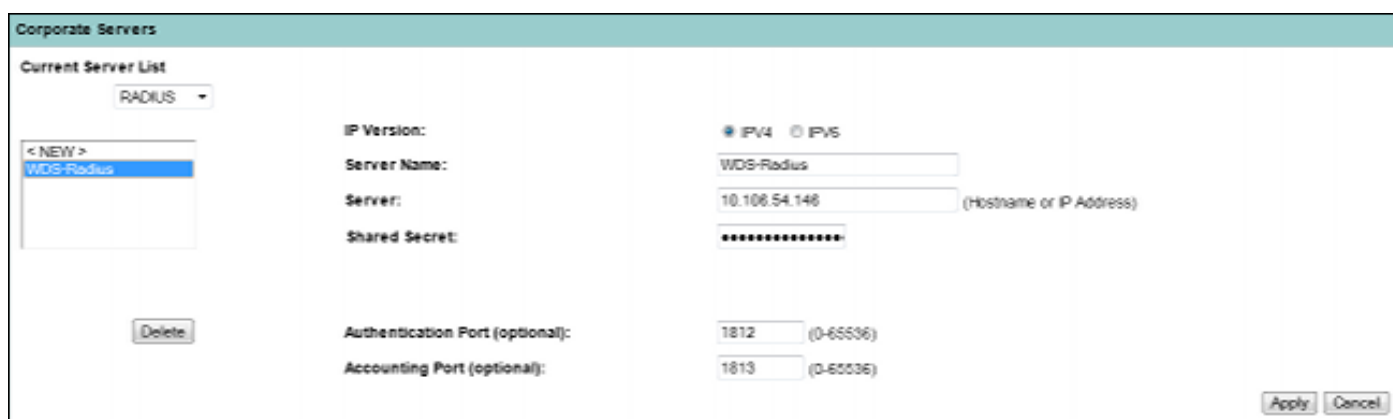 Corporate Servers
Current Server List
RADIUS
< NEW >
WDS-Radius
Delete
IP Version: IPV4 IPV6
Server Name: WDS-Radius
Server: 10.106.54.146 (Hostname or IP Address)
Shared Secret: ••••••••••••••
Authentication Port (optional): 1812 (0-65536)
Accounting Port (optional): 1813 (0-65536)
Apply Cancel